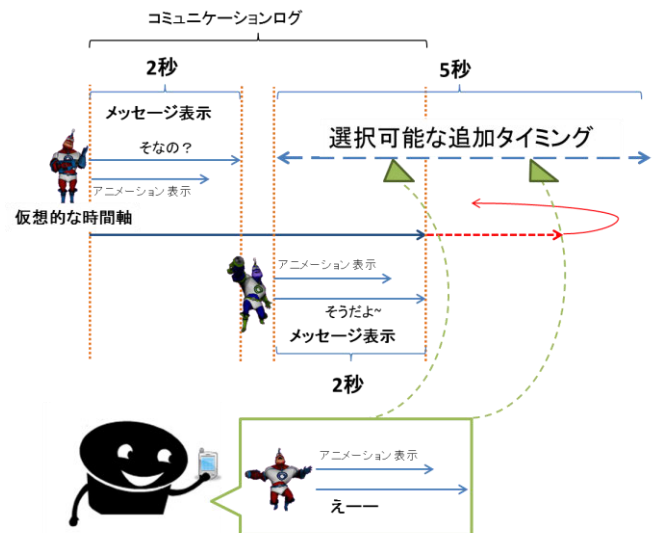 コミュニケーションログ
2秒
5秒
メッセージ表示
選択可能な追加タイミング
そなの？
アニメーション表示
仮想的な時間軸
アニメーション表示
そうだよ~
メッセージ表示
2秒
アニメーション表示
えーー